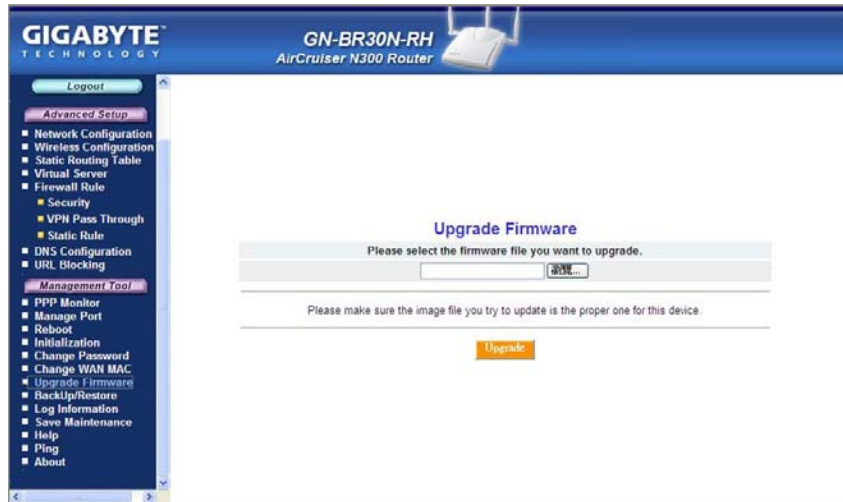 GIGABYTE™
TECHNOLOGY
GN-BR30N-RH
AirCruiser N300 Router
Logout
Advanced Setup
Network Configuration
Wireless Configuration
Static Routing Table
Virtual Server
Firewall Rule
Security
VPN Pass Through
Static Rule
DNS Configuration
URL Blocking
Management Tool
PPP Monitor
Manage Port
Reboot
Initialization
Change Password
Change WAN MAC
Upgrade Firmware
BackUp/Restore
Log Information
Save Maintenance
Help
Ping
About
Upgrade Firmware
Please select the firmware file you want to upgrade.
瀏覽...
Please make sure the image file you try to update is the proper one for this device.
Upgrade